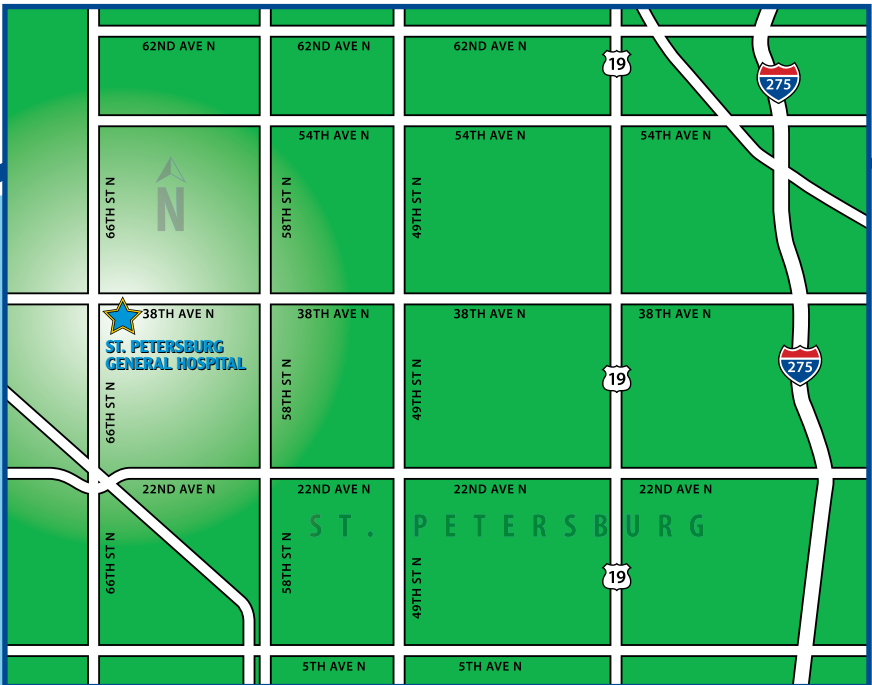 62ND AVE N
62ND AVE N
62ND AVE N
19
275
54TH AVE N
54TH AVE N
54TH AVE N
N
66TH ST N
58TH ST N
49TH ST N
38TH AVE N
38TH AVE N
38TH AVE N
38TH AVE N
ST. PETERSBURG
GENERAL HOSPITAL
66TH ST N
58TH ST N
49TH ST N
19
275
22ND AVE N
22ND AVE N
22ND AVE N
22ND AVE N
ST. PETERSBURG
66TH ST N
58TH ST N
49TH ST N
19
5TH AVE N
5TH AVE N